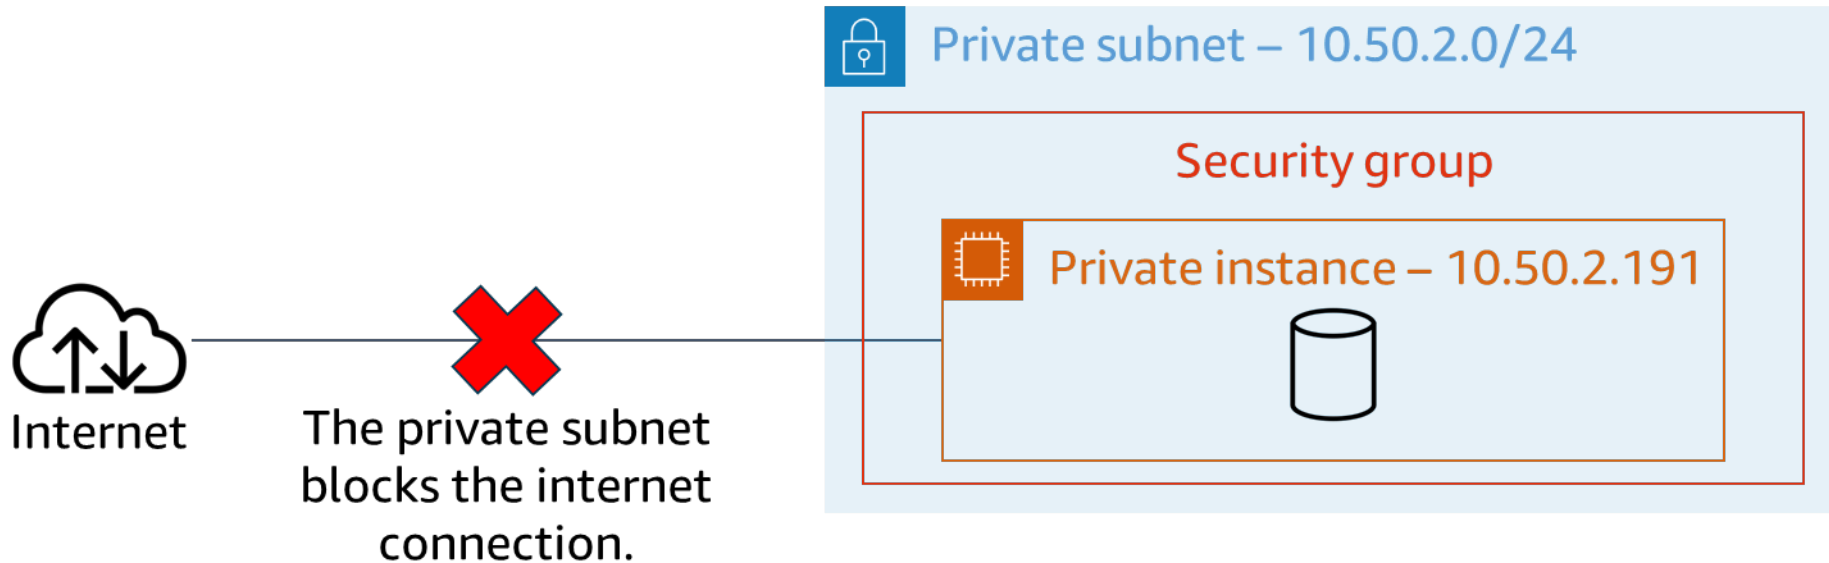 Private subnet – 10.50.2.0/24
Security group
Private instance – 10.50.2.191
Internet
The private subnet
blocks the internet
connection.